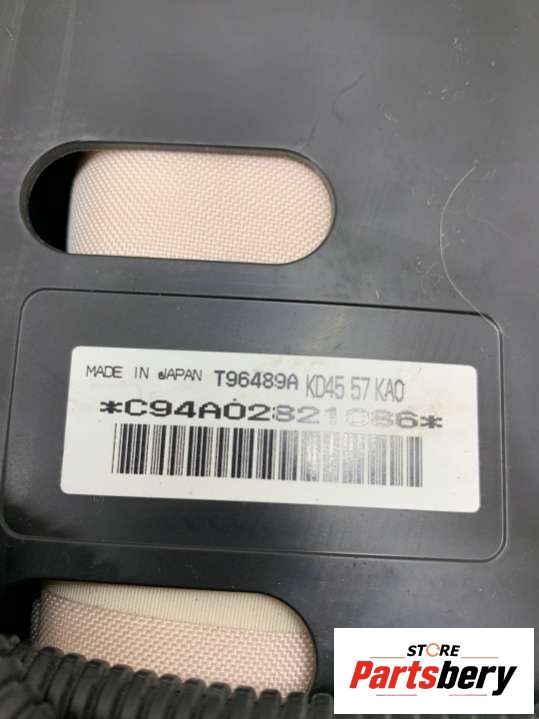 MADE IN JAPAN T96489A KD45 57 KA0
*C94A02821086*
STORE
Partsbery